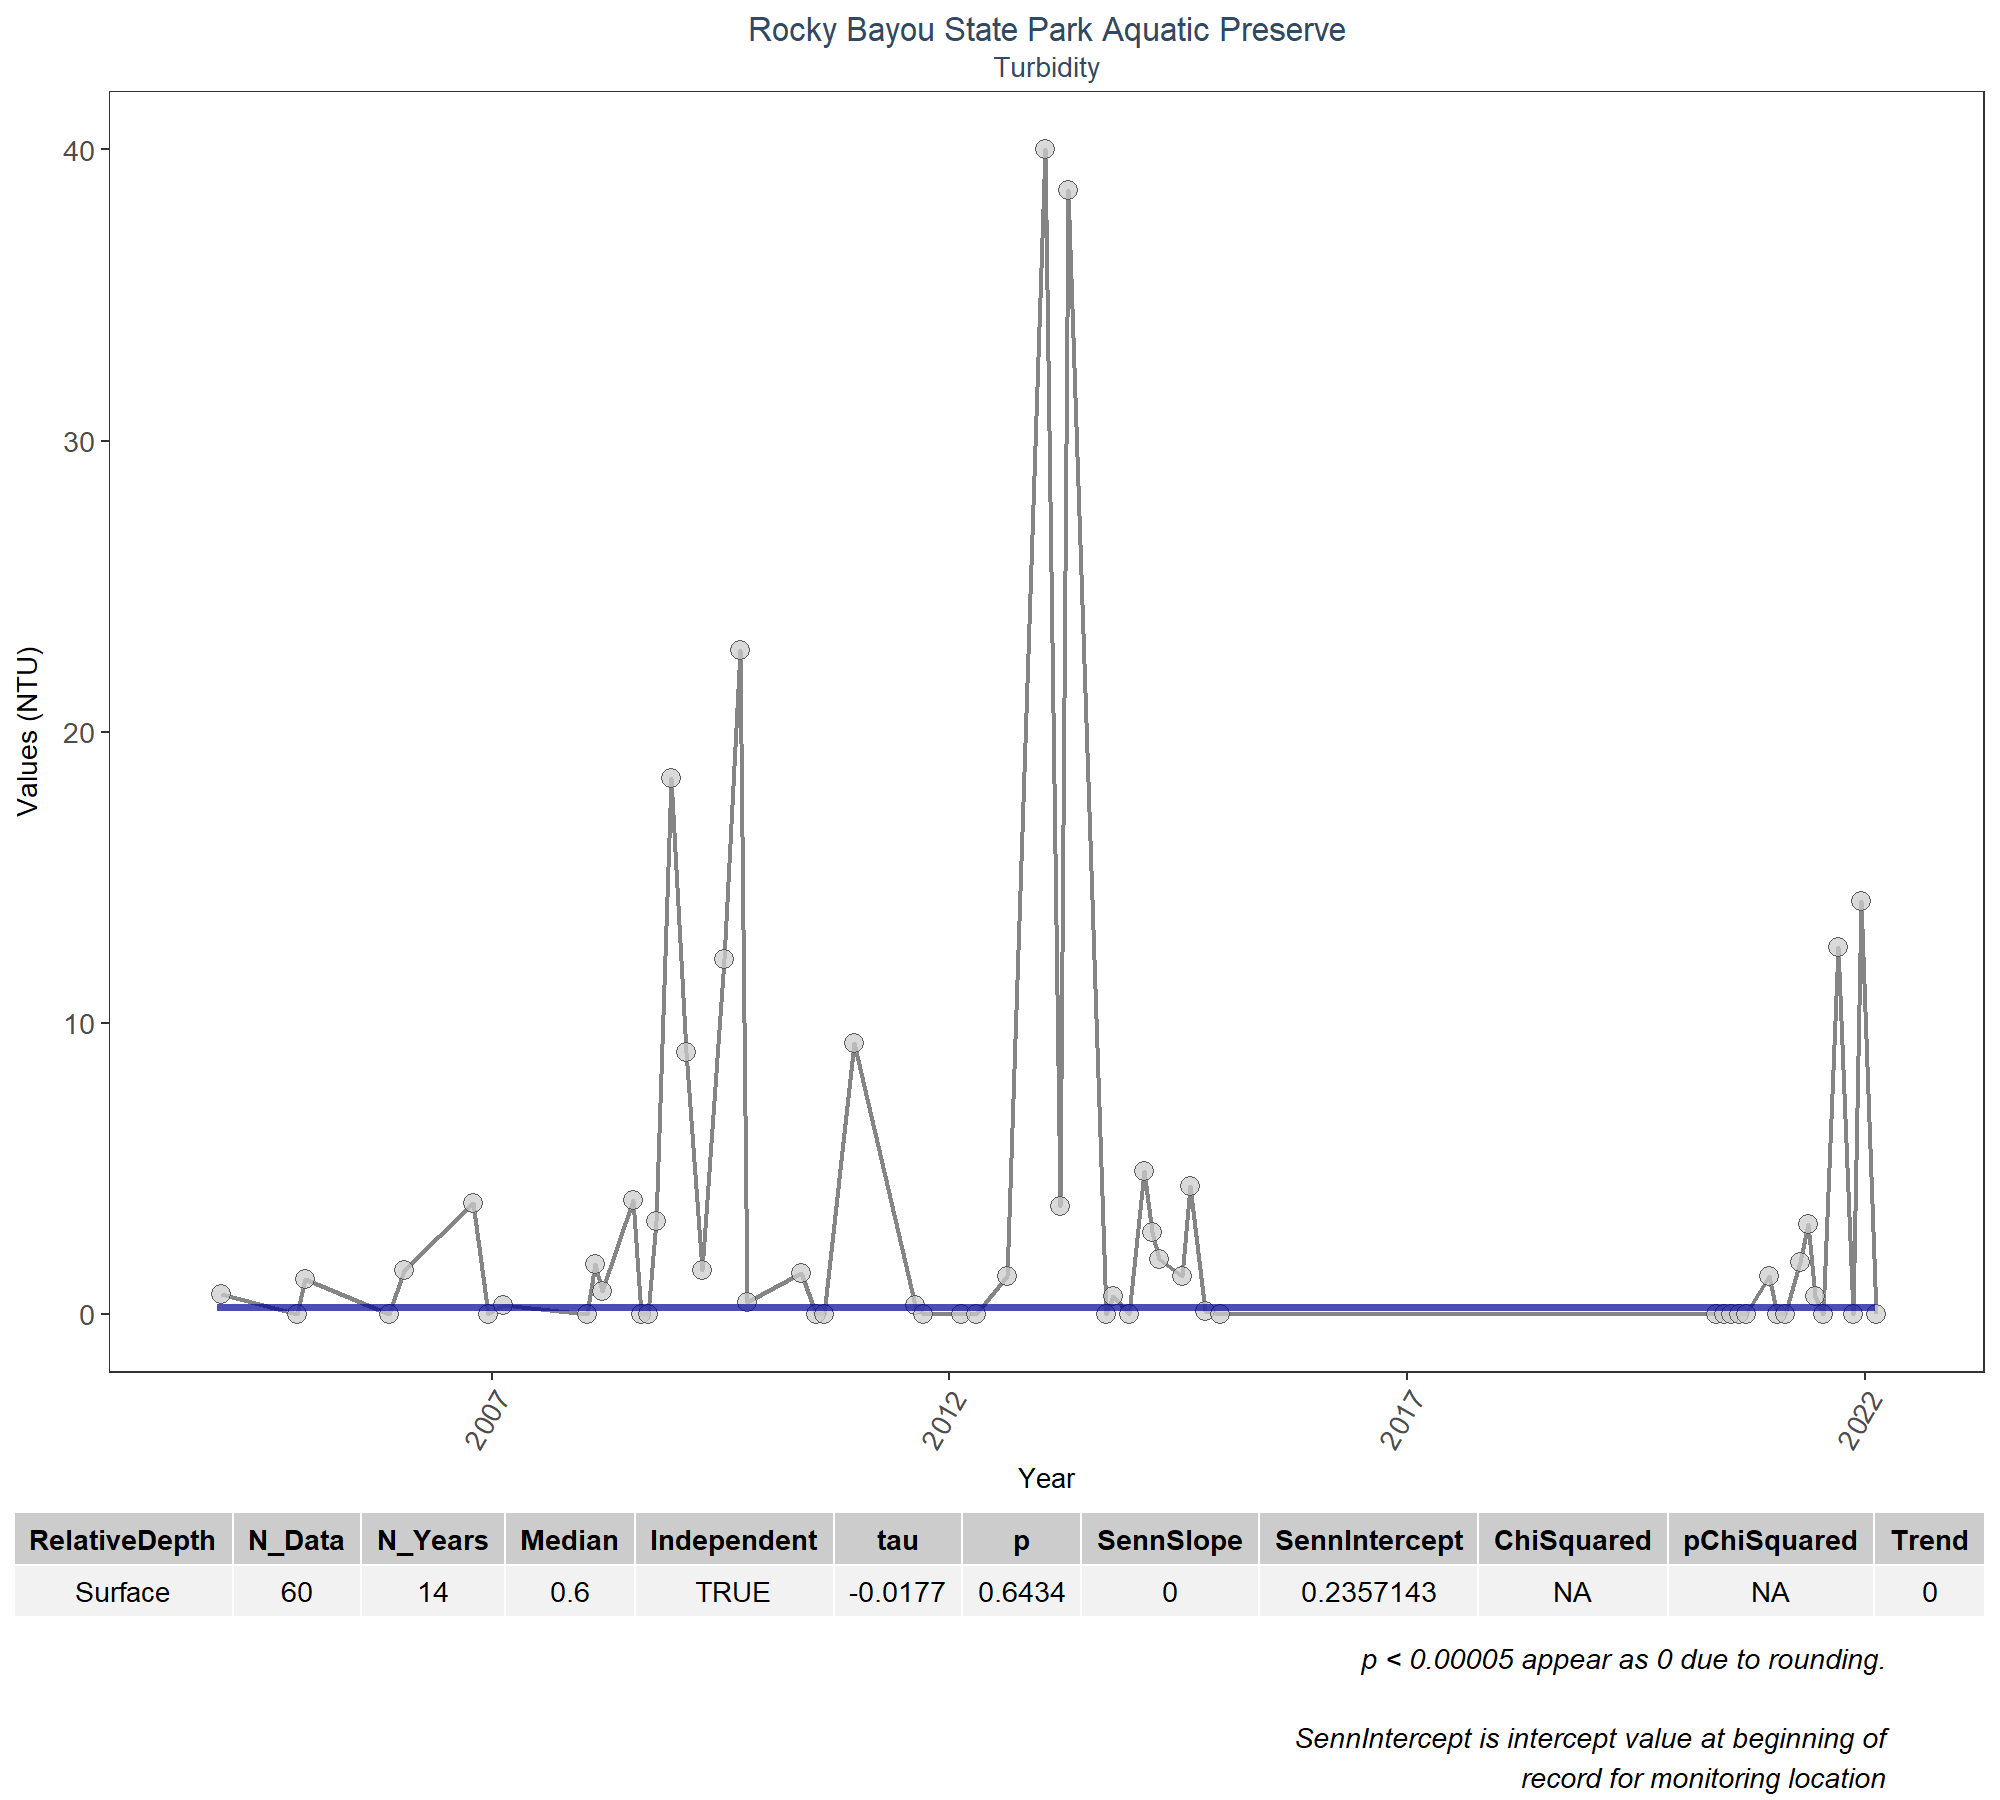 Rocky Bayou State Park Aquatic Preserve
Turbidity
40
30
20
10
0
Values (NTU)
2007
2012
2017
2022
Year
RelativeDepth N_Data N_Years Median Independent tau p SennSlope SennIntercept ChiSquared pChiSquared Trend
Surface 60 14 0.6 TRUE -0.0177 0.6434 0 0.2357143 NA NA 0
p < 0.00005 appear as 0 due to rounding.
SennIntercept is intercept value at beginning of
record for monitoring location